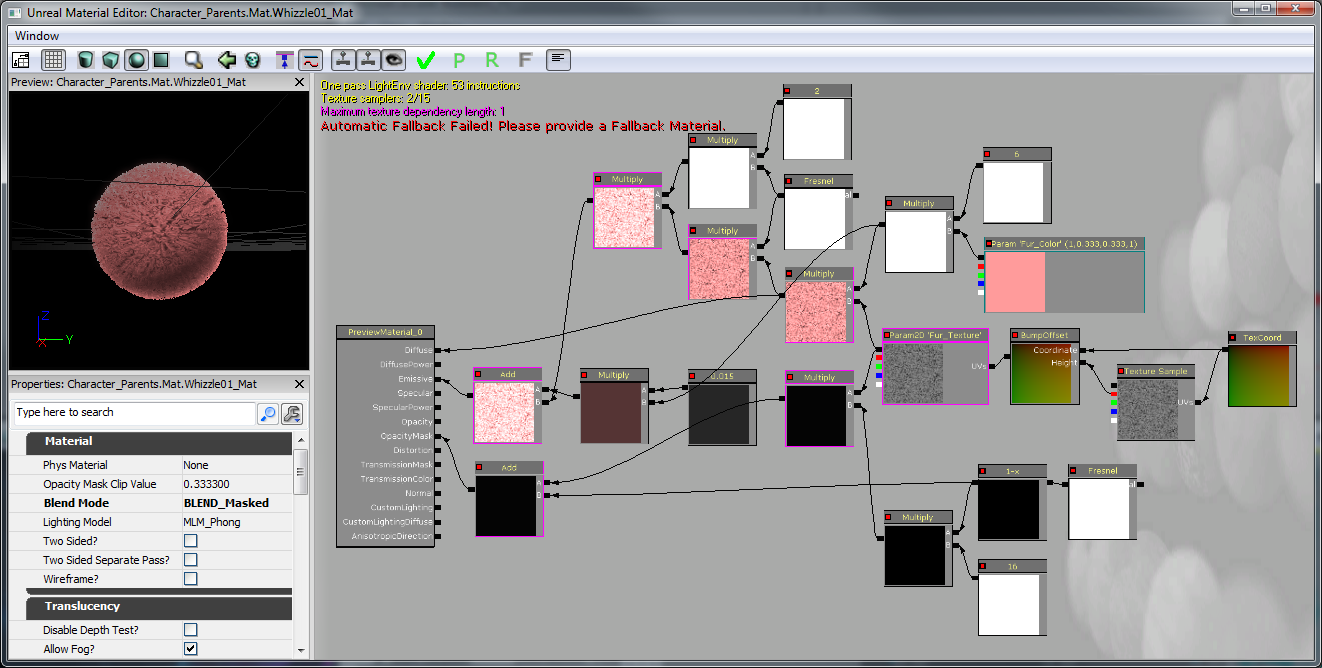 Unreal Material Editor: Character_Parents.Mat.Whizzle01_Mat
Window
P R F
Preview: Character_Parents.Mat.Whizzle01_Mat
Z
Y
X
Properties: Character_Parents.Mat.Whizzle01_Mat
Type here to search
Material
Phys Material None
Opacity Mask Clip Value 0.333300
Blend Mode BLEND_Masked
Lighting Model MLM_Phong
Two Sided?
Two Sided Separate Pass?
Wireframe?
Translucency
Disable Depth Test?
Allow Fog?
One pass LightEnv shader: 53 instructions
Texture samplers: 2/15
Maximum texture dependency length: 1
Automatic Fallback Failed! Please provide a Fallback Material.
PreviewMaterial_0
Diffuse
DiffusePower
Emissive
Specular
SpecularPower
Opacity
OpacityMask
Distortion
TransmissionMask
TransmissionColor
Normal
CustomLighting
CustomLightingDiffuse
AnisotropicDirection
Add
A
B
Add
A
B
Multiply
A
B
Multiply
A
B
Multiply
A
B
Multiply
A
B
2
Fresnel
al
Multiply
A
B
0.015
Multiply
A
B
Multiply
A
B
6
Param 'Fur_Color' (1,0.333,0.333,1)
Param2D 'Fur_Texture'
UVs
BumpOffset
Coordinate
Height
Texture Sample
UVs
TexCoord
Multiply
A
B
1-x
Fresnel
al
16